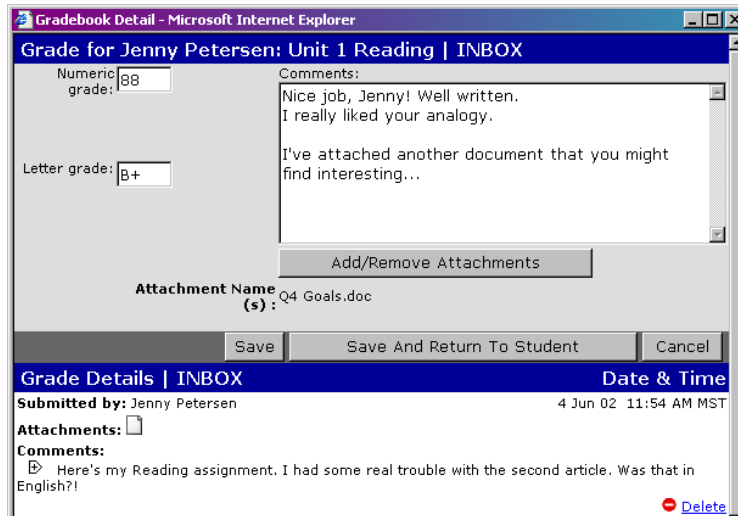 Gradebook Detail - Microsoft Internet Explorer
Grade for Jenny Petersen: Unit 1 Reading | INBOX
Numeric grade: 88
Comments:
Nice job, Jenny! Well written.
I really liked your analogy.
I've attached another document that you might
find interesting...
Letter grade: B+
Add/Remove Attachments
Attachment Name
(s) : Q4 Goals.doc
Save Save And Return To Student Cancel
Grade Details | INBOX Date & Time
Submitted by: Jenny Petersen 4 Jun 02 11:54 AM MST
Attachments:
Comments:
Here's my Reading assignment. I had some real trouble with the second article. Was that in
English?!
Delete